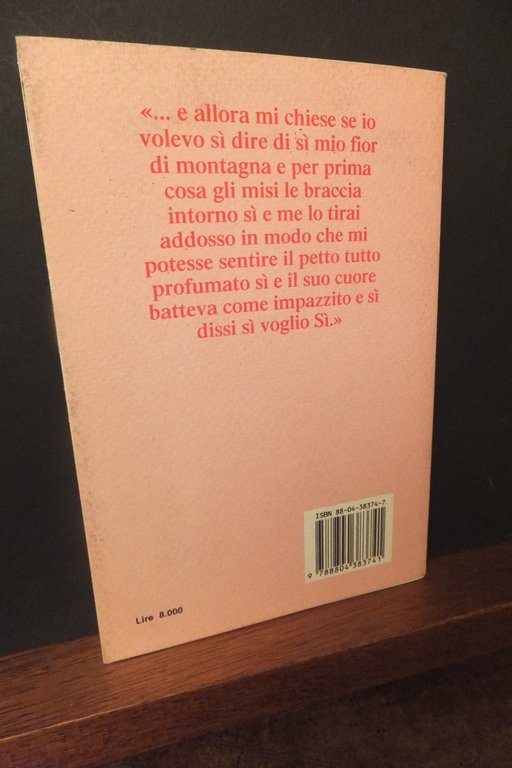 «... e allora mi chiese se io
volevo sì dire di sì mio fior
di montagna e per prima
cosa gli misi le braccia
intorno sì e me lo tirai
addosso in modo che mi
potesse sentire il petto tutto
profumato sì e il suo cuore
batteva come impazzito e sì
dissi sì voglio Sì.»
ISBN 88-04-38374-7
9 788804 383741
Lire 8.000